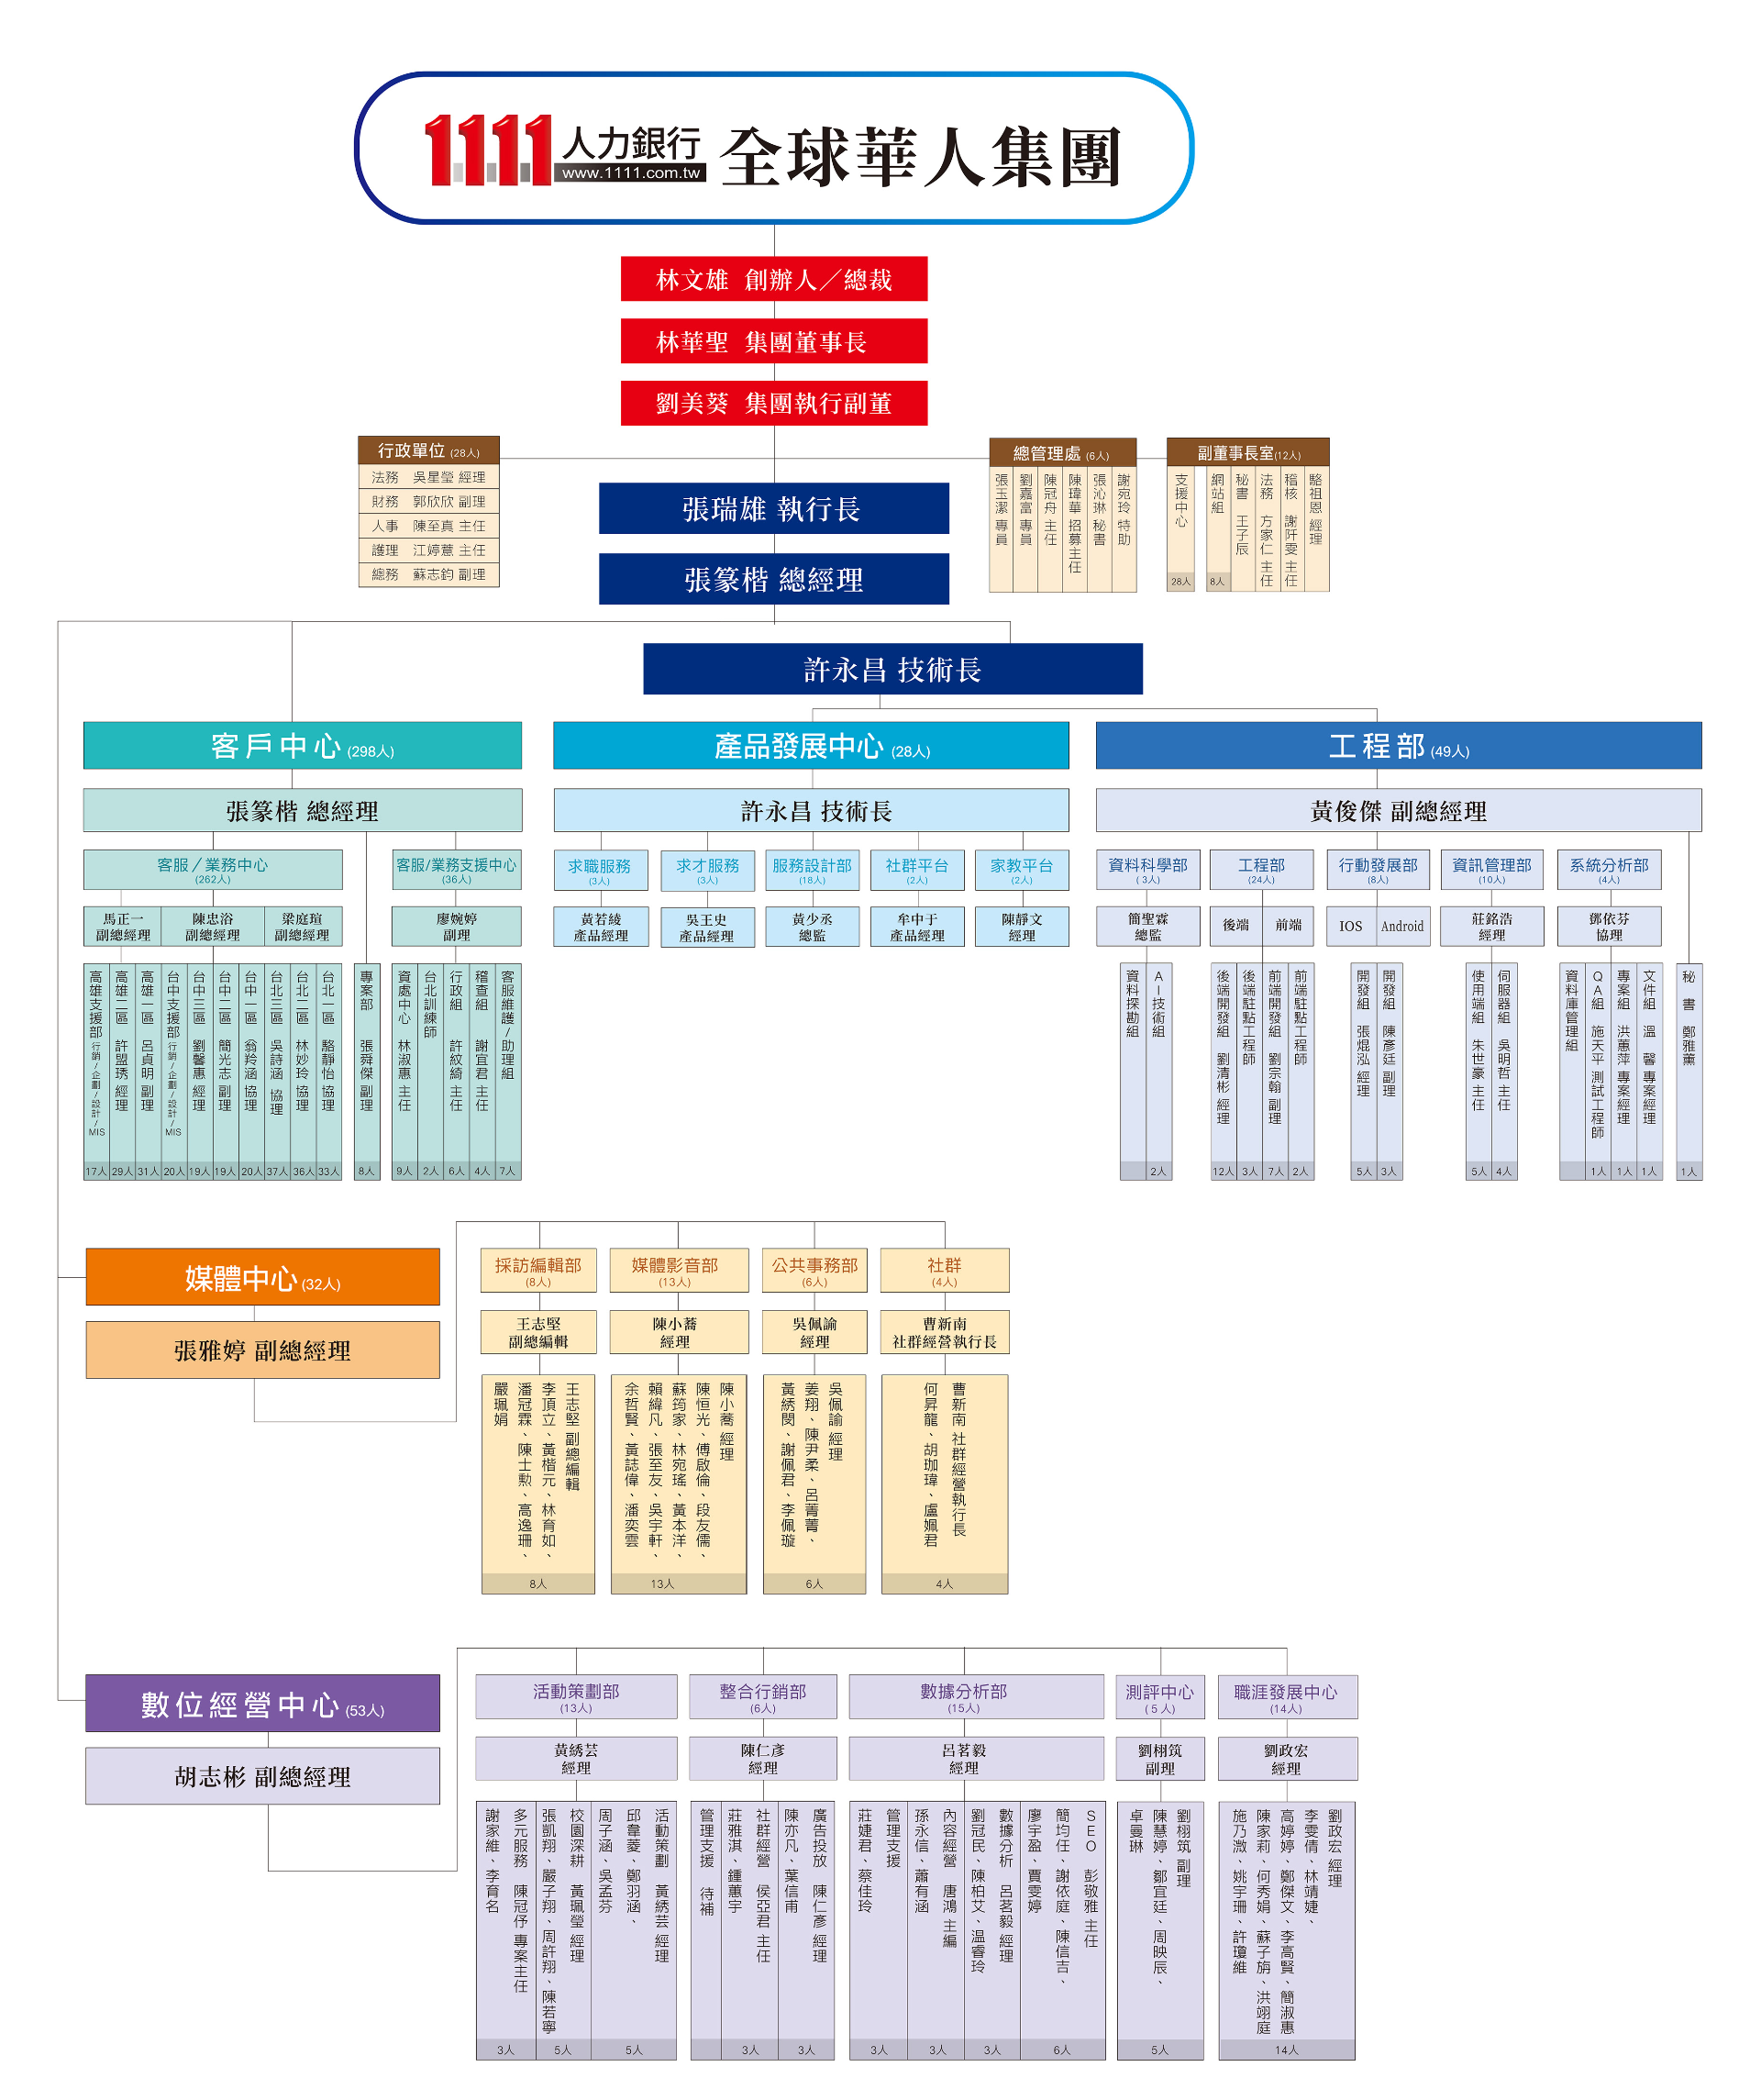 1111 人力銀行 全球華人集團
www.1111.com.tw
林文雄 創辦人／總裁
林華聖 集團董事長
劉美葵 集團執行副董
行政單位 (28人)
法務 吳星瑩 經理
財務 郭欣欣 副理
人事 陳至真 主任
護理 江婷薏 主任
總務 蘇志鈞 副理
總管理處 (6人)
張玉潔 專員
劉嘉富 專員
陳冠舟 主任
陳瑋華 招募主任
張沁琳 秘書
謝宛玲 特助
副董事長室(12人)
支援中心
28人
網站組
8人
秘書 王子辰
法務 方家仁 主任
稽核 謝阡雯 主任
駱祖恩 經理
張瑞雄 執行長
張篆楷 總經理
許永昌 技術長
客戶中心 (298人)
張篆楷 總經理
客服／業務中心
(262人)
馬正一
副總經理
陳忠浴
副總經理
梁庭瑄
副總經理
高雄支援部 行銷/企劃/設計/MIS
17人
高雄二區 許盟琇 經理
29人
高雄一區 呂貞明 副理
31人
台中支援部 行銷/企劃/設計/MIS
20人
台中三區 劉馨惠 經理
19人
台中二區 簡光志 副理
19人
台中一區 翁羚涵 協理
20人
台北三區 吳詩涵 協理
37人
台北二區 林妙玲 協理
36人
台北一區 駱靜怡 協理
33人
專案部 張舜傑 副理
8人
客服/業務支援中心
(36人)
廖婉婷
副理
資處中心 林淑惠 主任
9人
台北訓練師
2人
行政組 許紋綺 主任
6人
稽查組 謝宜君 主任
4人
客服維護/助理組
7人
產品發展中心 (28人)
許永昌 技術長
求職服務
(3人)
黃若綾
產品經理
求才服務
(3人)
吳王史
產品經理
服務設計部
(18人)
黃少丞
總監
社群平台
(2人)
牟中于
產品經理
家教平台
(2人)
陳靜文
經理
工程部 (49人)
黃俊傑 副總經理
資料科學部
( 3人)
簡聖霖
總監
資料探勘組
AI技術組
2人
工程部
(24人)
後端 前端
後端開發組 劉清彬 經理
12人
後端駐點工程師
3人
前端開發組 劉宗翰 副理
7人
前端駐點工程師
2人
行動發展部
(8人)
IOS Android
開發組 張焜泓 經理
5人
開發組 陳彥廷 副理
3人
資訊管理部
(10人)
莊銘浩
經理
使用端組 朱世豪 主任
5人
伺服器組 吳明哲 主任
4人
系統分析部
(4人)
鄧依芬
協理
資料庫管理組
QA組 施天平 測試工程師
1人
專案組 洪蕙萍 專案經理
1人
文件組 溫馨 專案經理
1人
秘書 鄭雅薰
1人
媒體中心 (32人)
張雅婷 副總經理
採訪編輯部
(8人)
王志堅
副總編輯
王志堅 副總編輯
李頂立、黃楷元、林育如、
潘冠霖、陳士勲、高逸珊、
嚴珮娟
8人
媒體影音部
(13人)
陳小蕎
經理
陳小蕎 經理
陳恒光、傅啟倫、段友儒、
蘇筠家、林宛瑤、黃本洋、
賴緯凡、張至友、吳宇軒、
余哲賢、黃誌偉、潘奕雲
13人
公共事務部
(6人)
吳佩諭
經理
吳佩諭 經理
姜翔、陳尹柔、呂菁菁、
黃綉閔、謝佩君、李佩璇
6人
社群
(4人)
曹新南
社群經營執行長
曹新南 社群經營執行長
何昇龍、胡珈瑋、盧姵君
4人
數位經營中心 (53人)
胡志彬 副總經理
活動策劃部
(13人)
黃綉芸
經理
活動策劃 黃綉芸 經理
邱韋菱、鄭羽涵、
周子涵、吳孟芬
5人
校園深耕 黃珮瑩 經理
張凱翔、嚴子翔、周許翔、陳若寧
5人
多元服務 陳冠伃 專案主任
謝家維、李育名
3人
整合行銷部
(6人)
陳仁彥
經理
廣告投放 陳仁彥 經理
陳亦凡、葉信甫
3人
社群經營 侯亞君 主任
莊雅淇、鍾蕙宇
3人
管理支援 待補
數據分析部
(15人)
呂茗毅
經理
SEO 彭敬雅 主任
簡均任、謝依庭、陳信吉、
廖宇盈、賈雯婷
6人
數據分析 呂茗毅 經理
劉冠民、陳柏艾、温睿玲
3人
內容經營 唐鴻 主編
孫永信、蕭有涵
3人
管理支援
莊婕君、蔡佳玲
3人
測評中心
( 5 人)
劉栩筑
副理
劉栩筑 副理
陳慧婷、鄒宜廷、周映辰、
卓曼琳
5人
職涯發展中心
(14人)
劉政宏
經理
劉政宏 經理
李雯倩、林靖婕、
高婷婷、鄭傑文、李高賢、簡淑惠
陳家莉、何秀娟、蘇子旃、洪翊庭
施乃溦、姚宇珊、許瓊維
14人